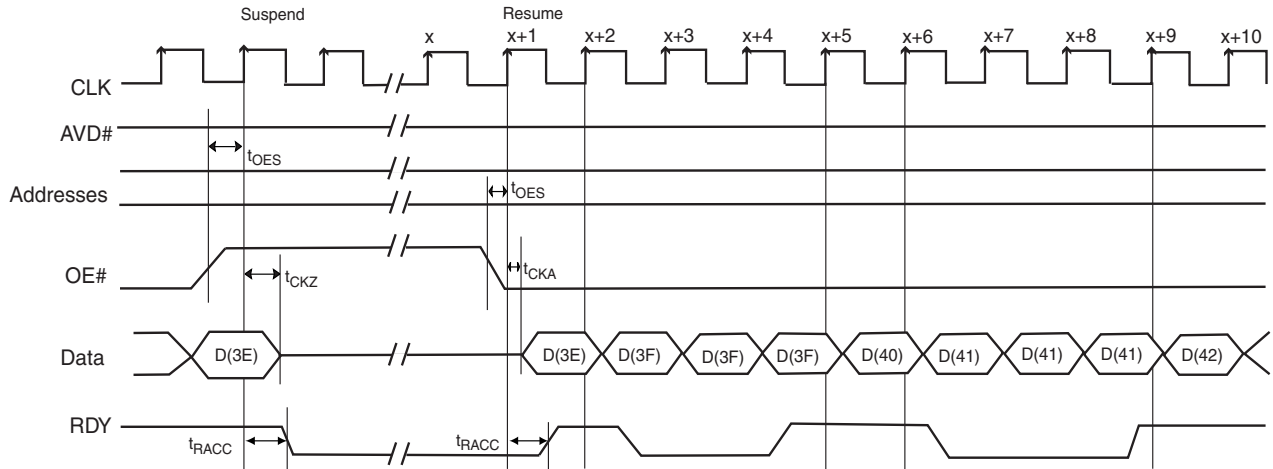 Suspend Resume
x x+1 x+2 x+3 x+4 x+5 x+6 x+7 x+8 x+9 x+10
CLK
AVD#
tOES
Addresses
tOES
OE#
tCKZ
tCKA
Data
D(3E) D(3E) D(3F) D(3F) D(3F) D(40) D(41) D(41) D(41) D(42)
RDY
tRACC tRACC